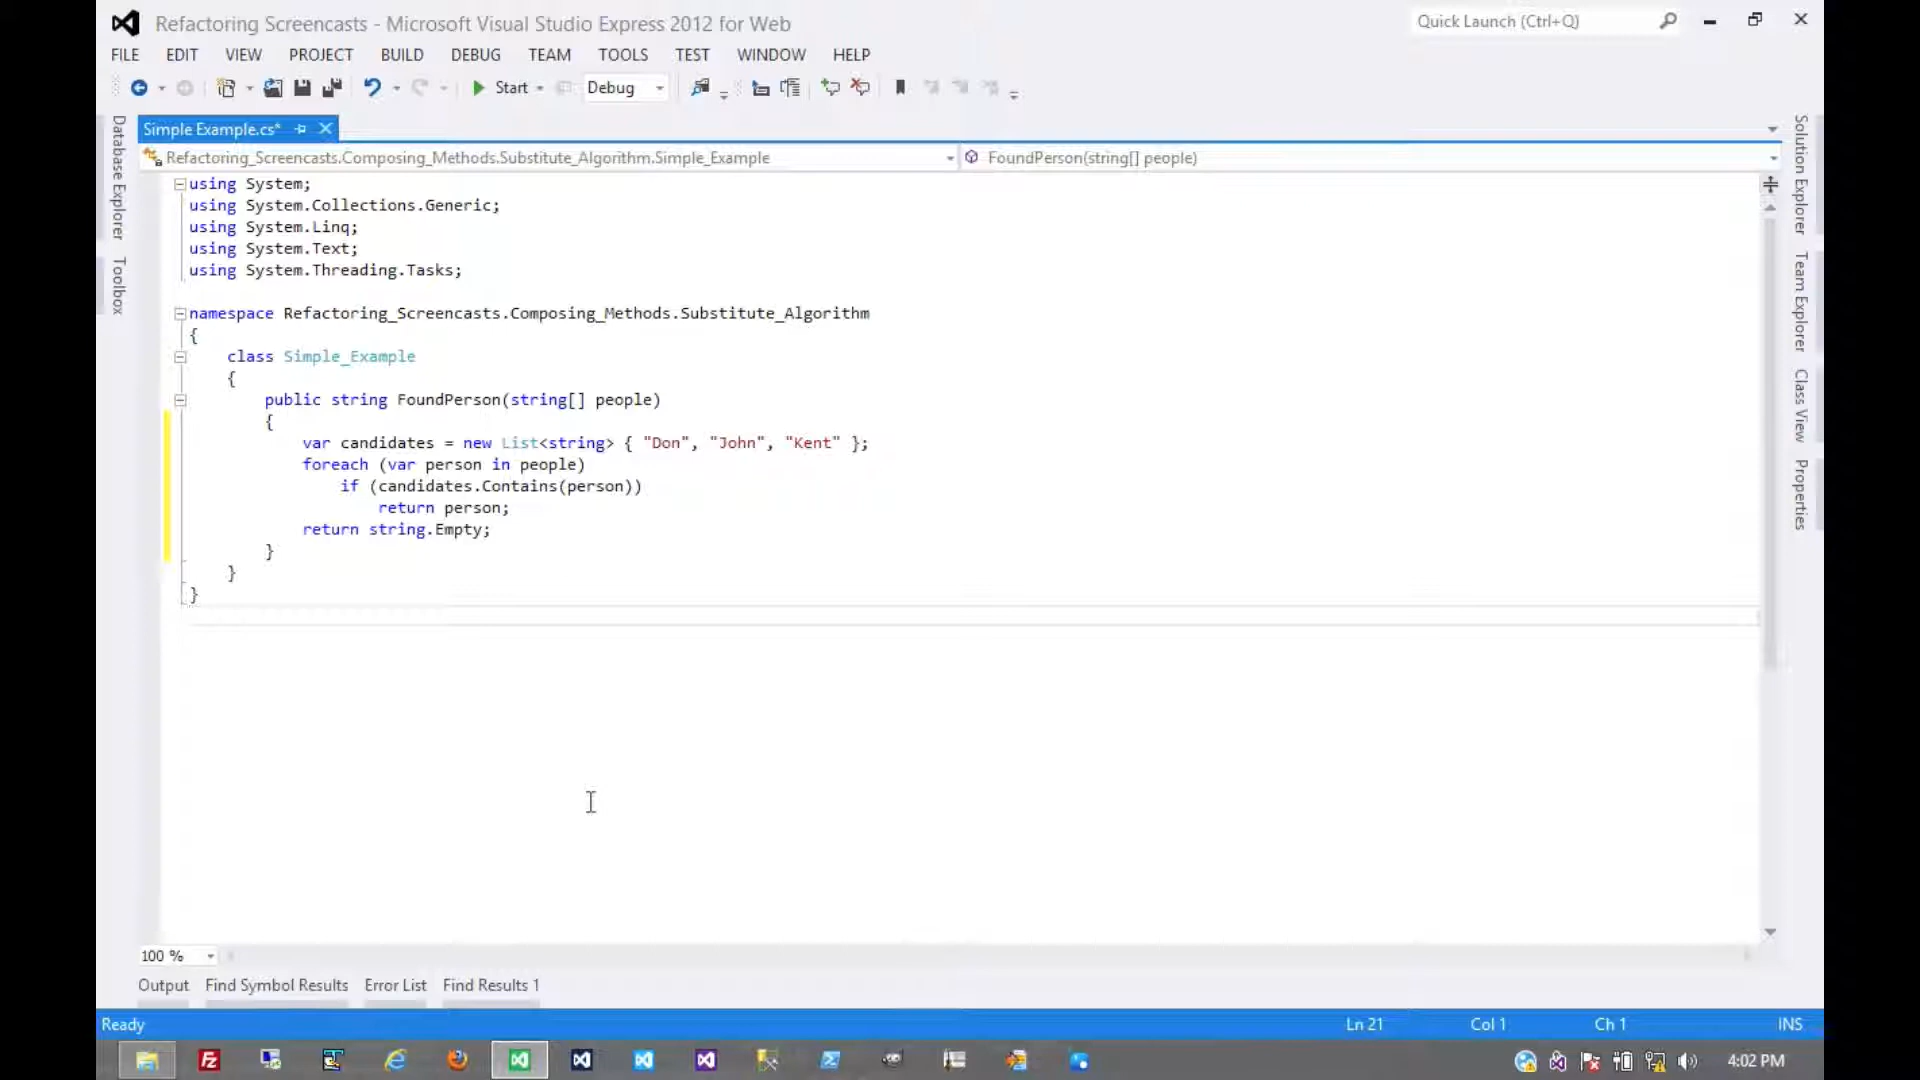 Refactoring Screencasts - Microsoft Visual Studio Express 2012 for Web
Quick Launch (Ctrl+Q)
FILE EDIT VIEW PROJECT BUILD DEBUG TEAM TOOLS TEST WINDOW HELP
Start Debug
Simple Example.cs*
Refactoring_Screencasts.Composing_Methods.Substitute_Algorithm.Simple_Example
FoundPerson(string[] people)
Database Explorer
Toolbox
using System;
using System.Collections.Generic;
using System.Linq;
using System.Text;
using System.Threading.Tasks;
namespace Refactoring_Screencasts.Composing_Methods.Substitute_Algorithm
{
class Simple_Example
{
public string FoundPerson(string[] people)
{
var candidates = new List<string> { "Don", "John", "Kent" };
foreach (var person in people)
if (candidates.Contains(person))
return person;
return string.Empty;
}
}
}
Solution Explorer
Team Explorer
Class View
Properties
100 %
Output Find Symbol Results Error List Find Results 1
Ready Ln 21 Col 1 Ch 1 INS
4:02 PM